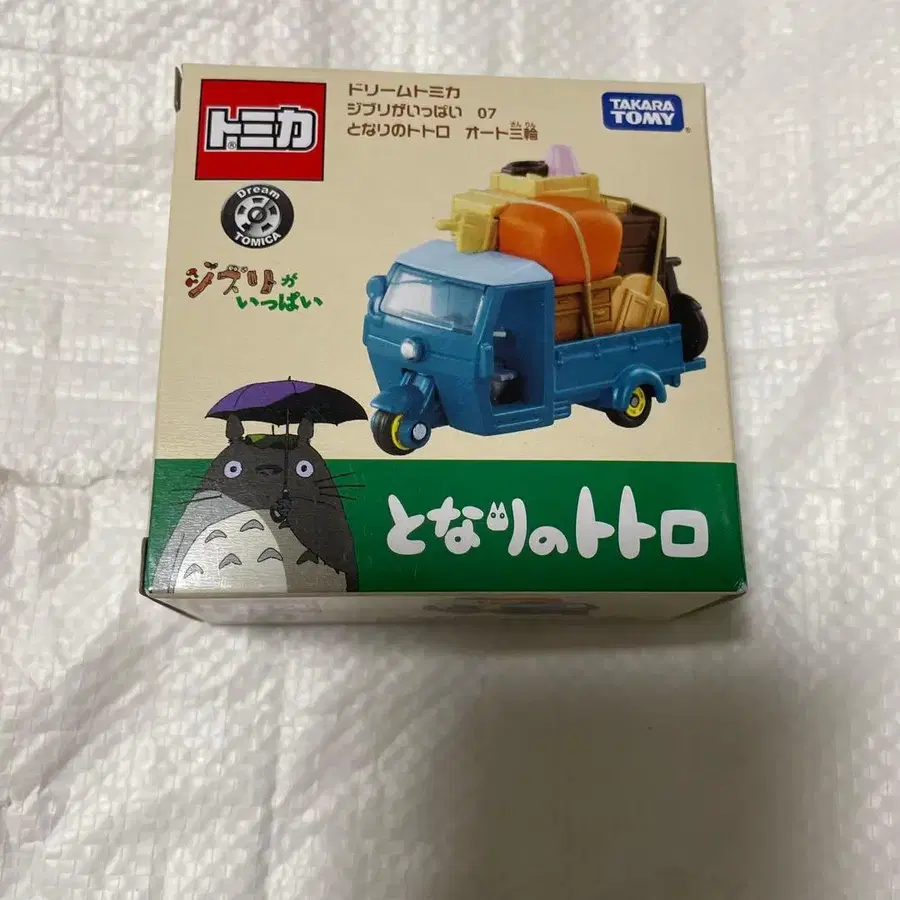 トミカ
®
ドリームトミカ
ジブリがいっぱい 07
さん りん
となりのトトロ オート三輪
TAKARA
TOMY
®
Dream
TOMICA
ジブリが
いっぱい
となりのトトロ